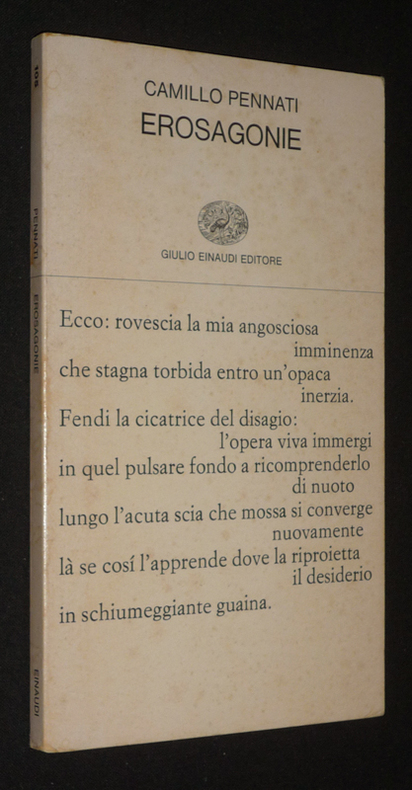 CAMILLO PENNATI
EROSAGONIE
GIULIO EINAUDI EDITORE
Ecco: rovescia la mia angosciosa
imminenza
che stagna torbida entro un'opaca
inerzia.
Fendi la cicatrice del disagio:
l'opera viva immergi
in quel pulsare fondo a ricomprenderlo
di nuoto
lungo l'acuta scia che mossa si converge
nuovamente
là se cosí l'apprende dove la riproietta
il desiderio
in schiumeggiante guaina.
108
PENNATI
EROSAGONIE
EINAUDI